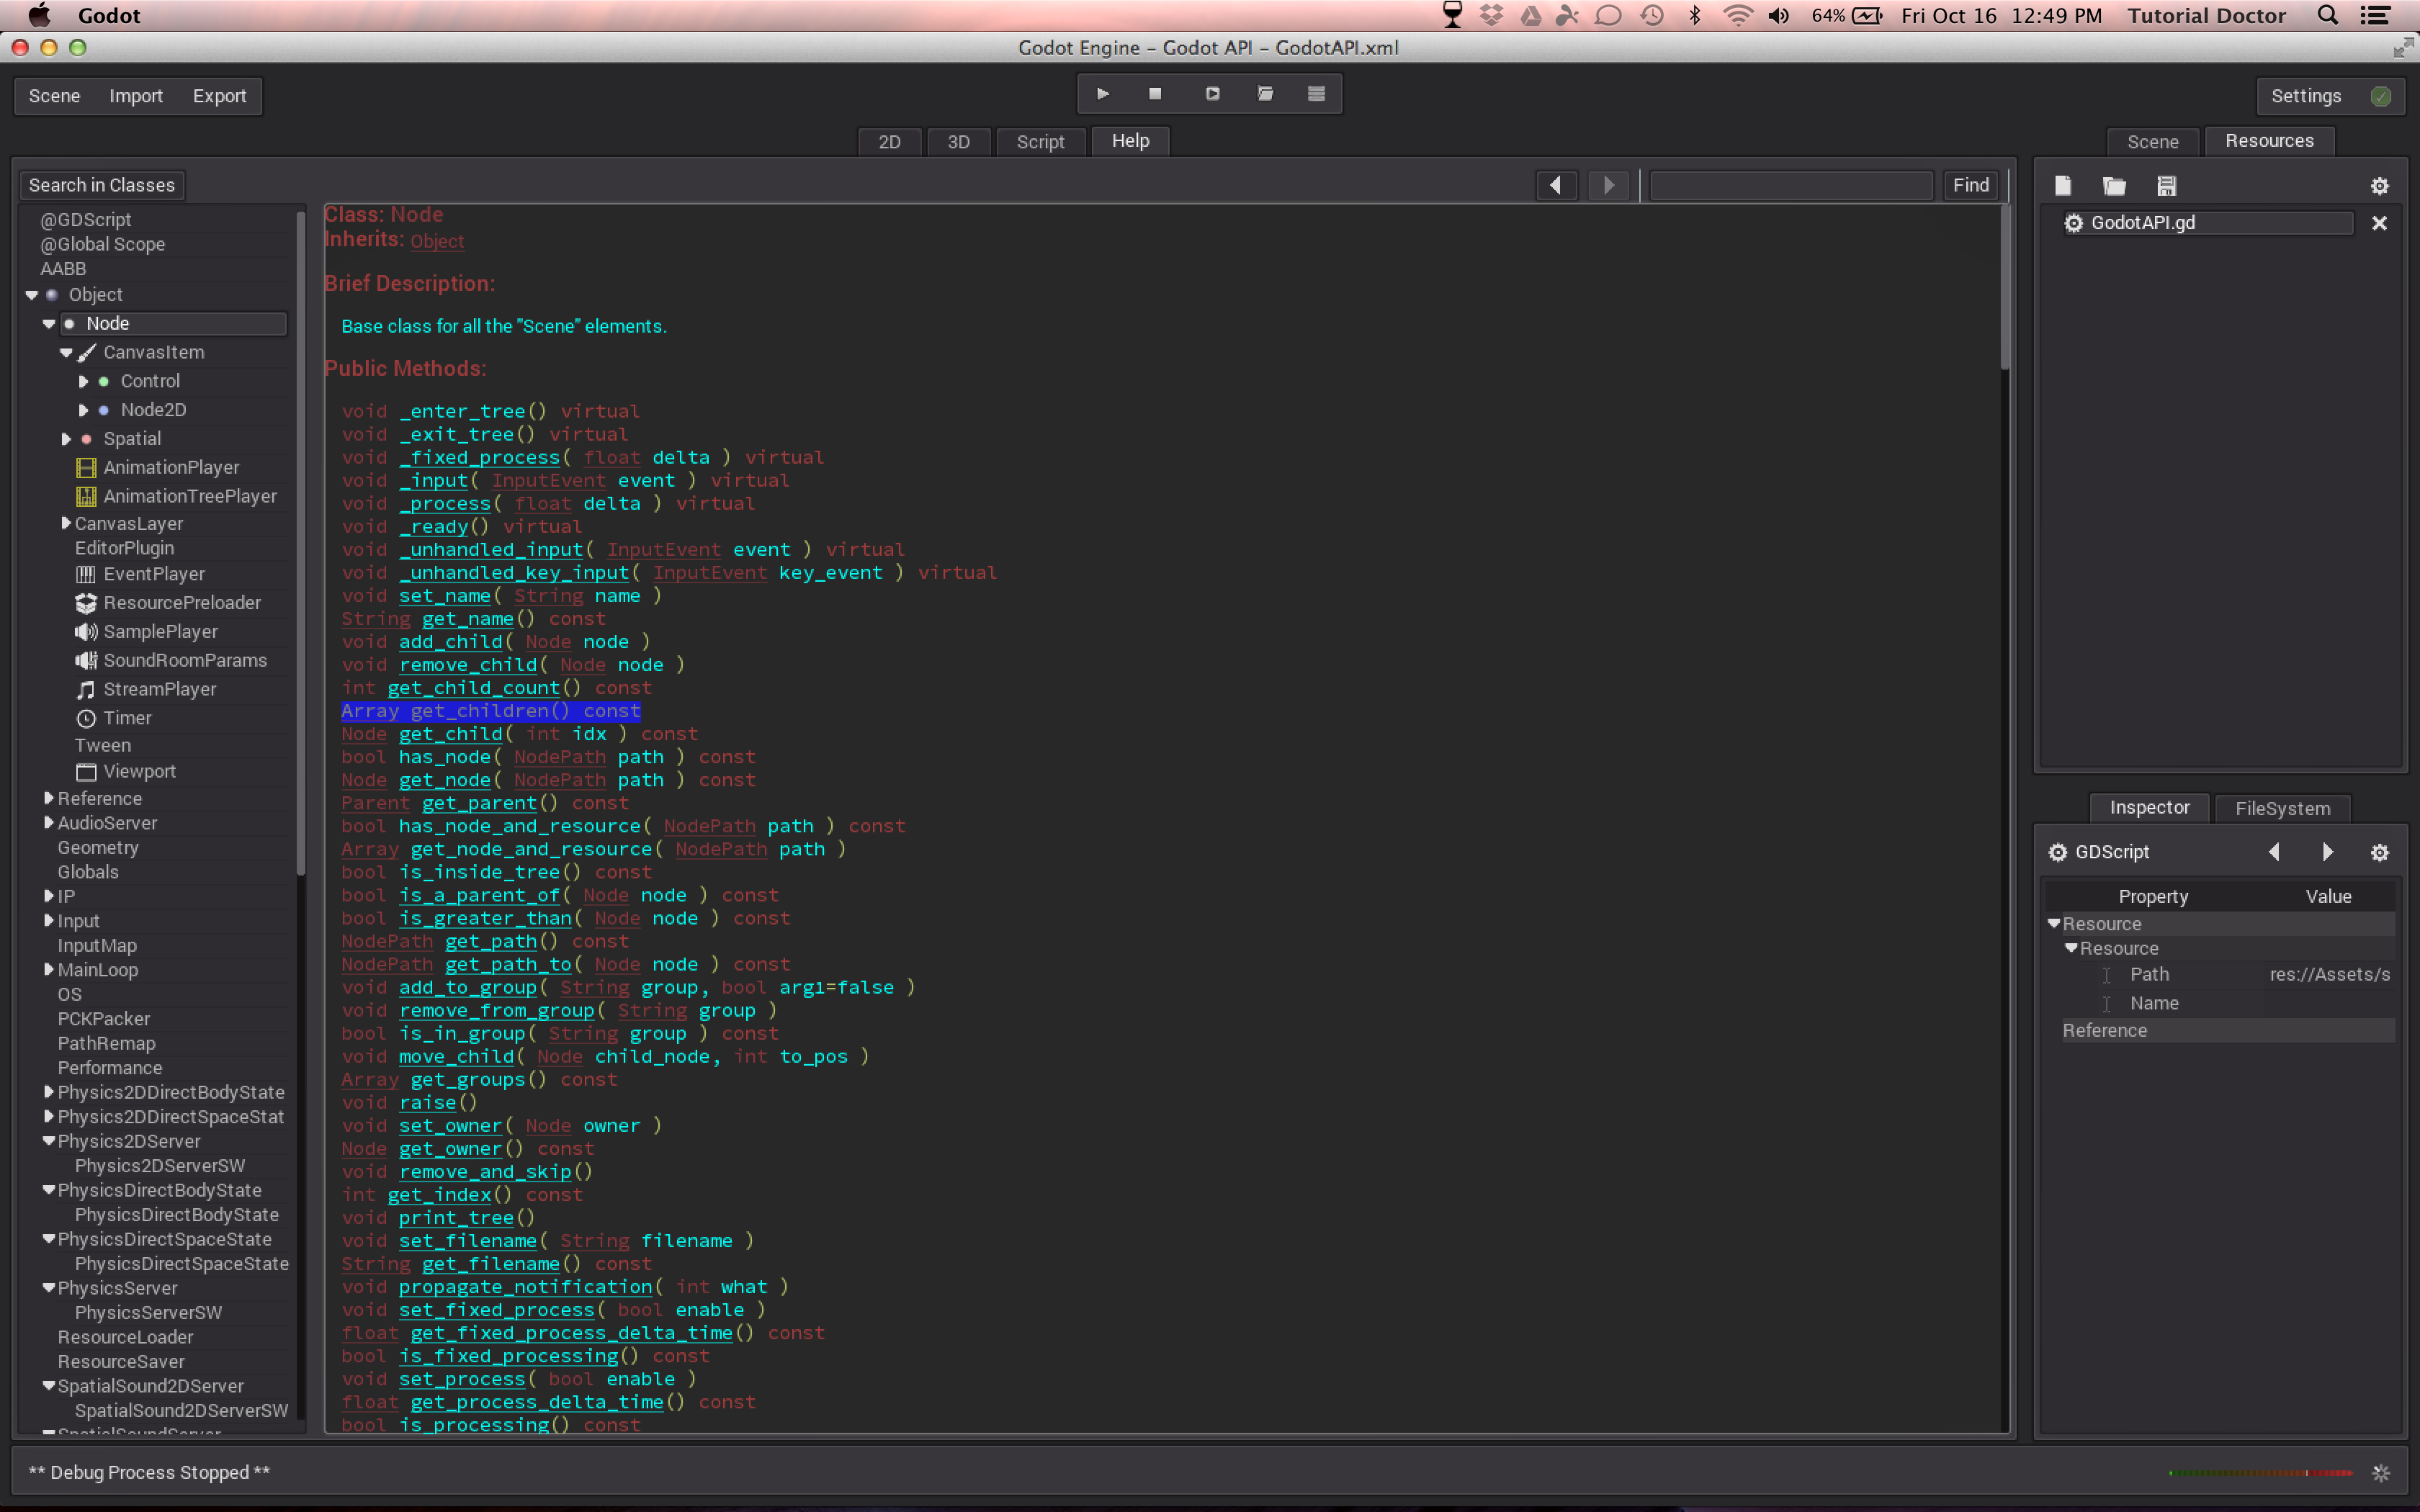 Godot
64% Fri Oct 16 12:49 PM Tutorial Doctor
Godot Engine – Godot API – GodotAPI.xml
Scene Import Export
Settings
2D 3D Script Help
Scene Resources
Search in Classes
Find
@GDScript
@Global Scope
AABB
Object
Node
CanvasItem
Control
Node2D
Spatial
AnimationPlayer
AnimationTreePlayer
CanvasLayer
EditorPlugin
EventPlayer
ResourcePreloader
SamplePlayer
SoundRoomParams
StreamPlayer
Timer
Tween
Viewport
Reference
AudioServer
Geometry
Globals
IP
Input
InputMap
MainLoop
OS
PCKPacker
PathRemap
Performance
Physics2DDirectBodyState
Physics2DDirectSpaceStat
Physics2DServer
Physics2DServerSW
PhysicsDirectBodyState
PhysicsDirectBodyState
PhysicsDirectSpaceState
PhysicsDirectSpaceState
PhysicsServer
PhysicsServerSW
ResourceLoader
ResourceSaver
SpatialSound2DServer
SpatialSound2DServerSW
SpatialSoundServer
Class: Node
Inherits: Object
Brief Description:
Base class for all the "Scene" elements.
Public Methods:
void _enter_tree() virtual
void _exit_tree() virtual
void _fixed_process( float delta ) virtual
void _input( InputEvent event ) virtual
void _process( float delta ) virtual
void _ready() virtual
void _unhandled_input( InputEvent event ) virtual
void _unhandled_key_input( InputEvent key_event ) virtual
void set_name( String name )
String get_name() const
void add_child( Node node )
void remove_child( Node node )
int get_child_count() const
Array get_children() const
Node get_child( int idx ) const
bool has_node( NodePath path ) const
Node get_node( NodePath path ) const
Parent get_parent() const
bool has_node_and_resource( NodePath path ) const
Array get_node_and_resource( NodePath path )
bool is_inside_tree() const
bool is_a_parent_of( Node node ) const
bool is_greater_than( Node node ) const
NodePath get_path() const
NodePath get_path_to( Node node ) const
void add_to_group( String group, bool arg1=false )
void remove_from_group( String group )
bool is_in_group( String group ) const
void move_child( Node child_node, int to_pos )
Array get_groups() const
void raise()
void set_owner( Node owner )
Node get_owner() const
void remove_and_skip()
int get_index() const
void print_tree()
void set_filename( String filename )
String get_filename() const
void propagate_notification( int what )
void set_fixed_process( bool enable )
float get_fixed_process_delta_time() const
bool is_fixed_processing() const
void set_process( bool enable )
float get_process_delta_time() const
bool is_processing() const
GodotAPI.gd
Inspector FileSystem
GDScript
Property Value
Resource
Resource
Path res://Assets/s
Name
Reference
** Debug Process Stopped **